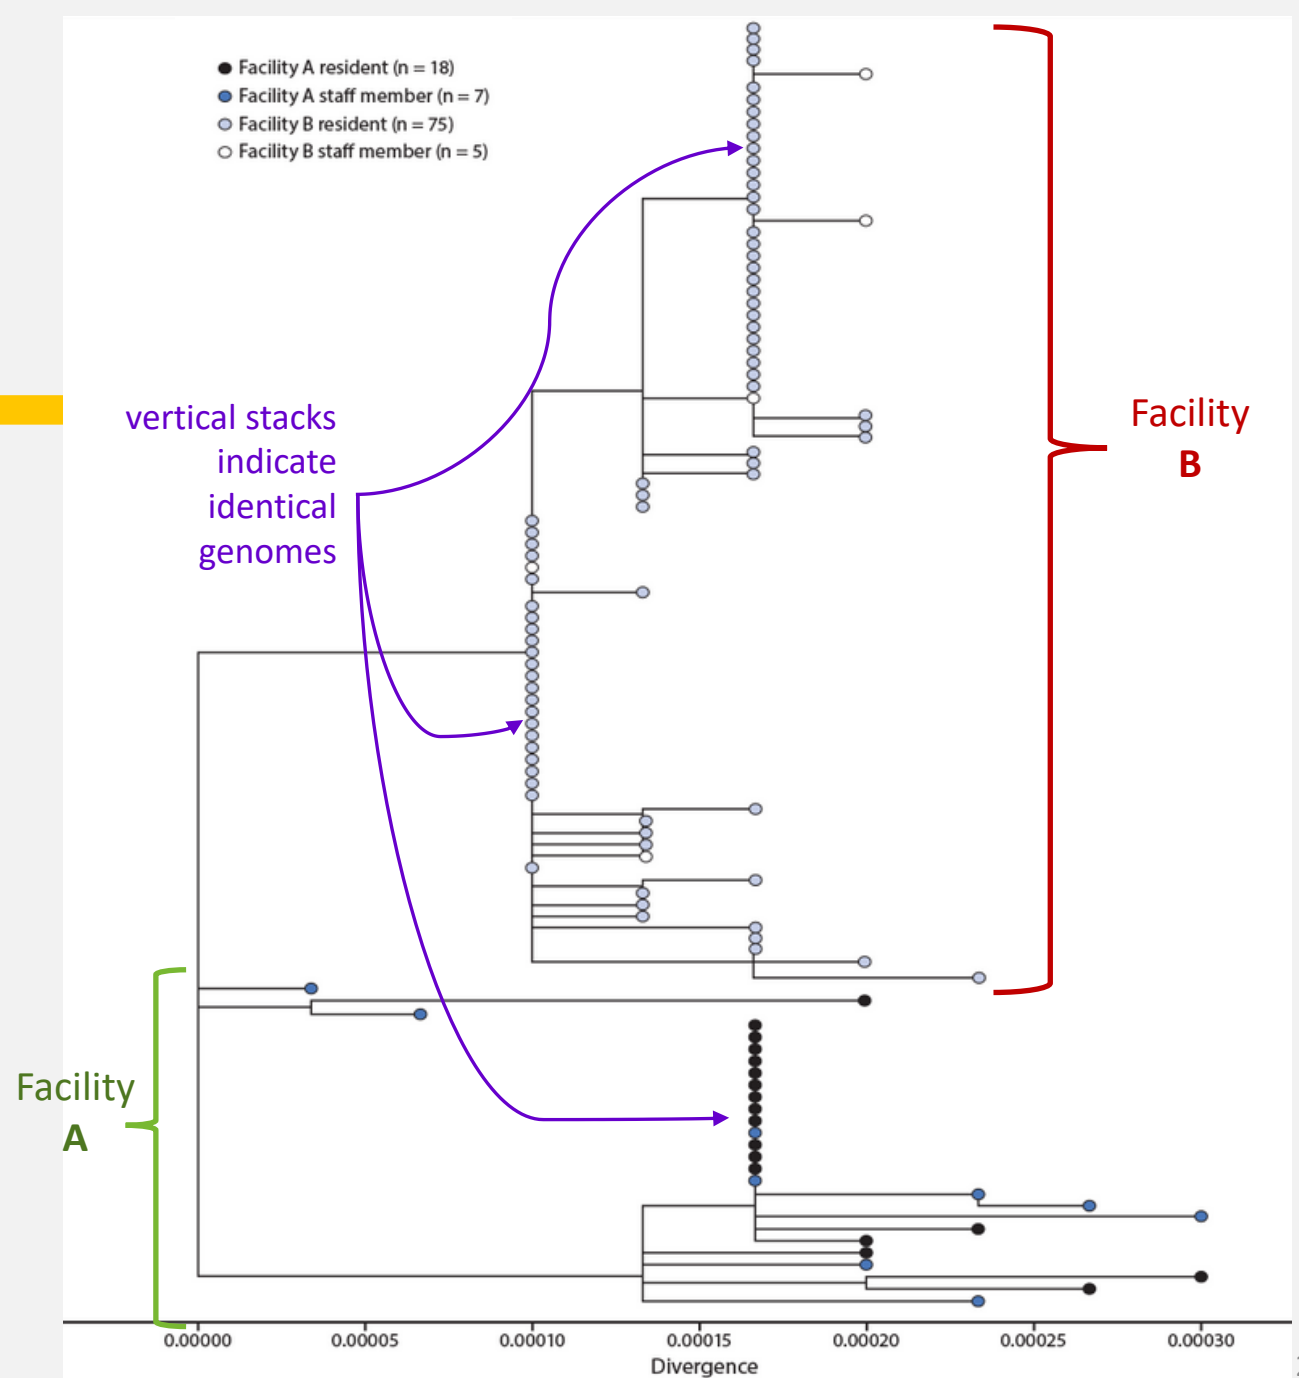 Facility A resident (n = 18)
Facility A staff member (n = 7)
Facility B resident (n = 75)
Facility B staff member (n = 5)
vertical stacks
indicate
identical
genomes
Facility
B
Facility
A
0.00000 0.00005 0.00010 0.00015 0.00020 0.00025 0.00030
Divergence